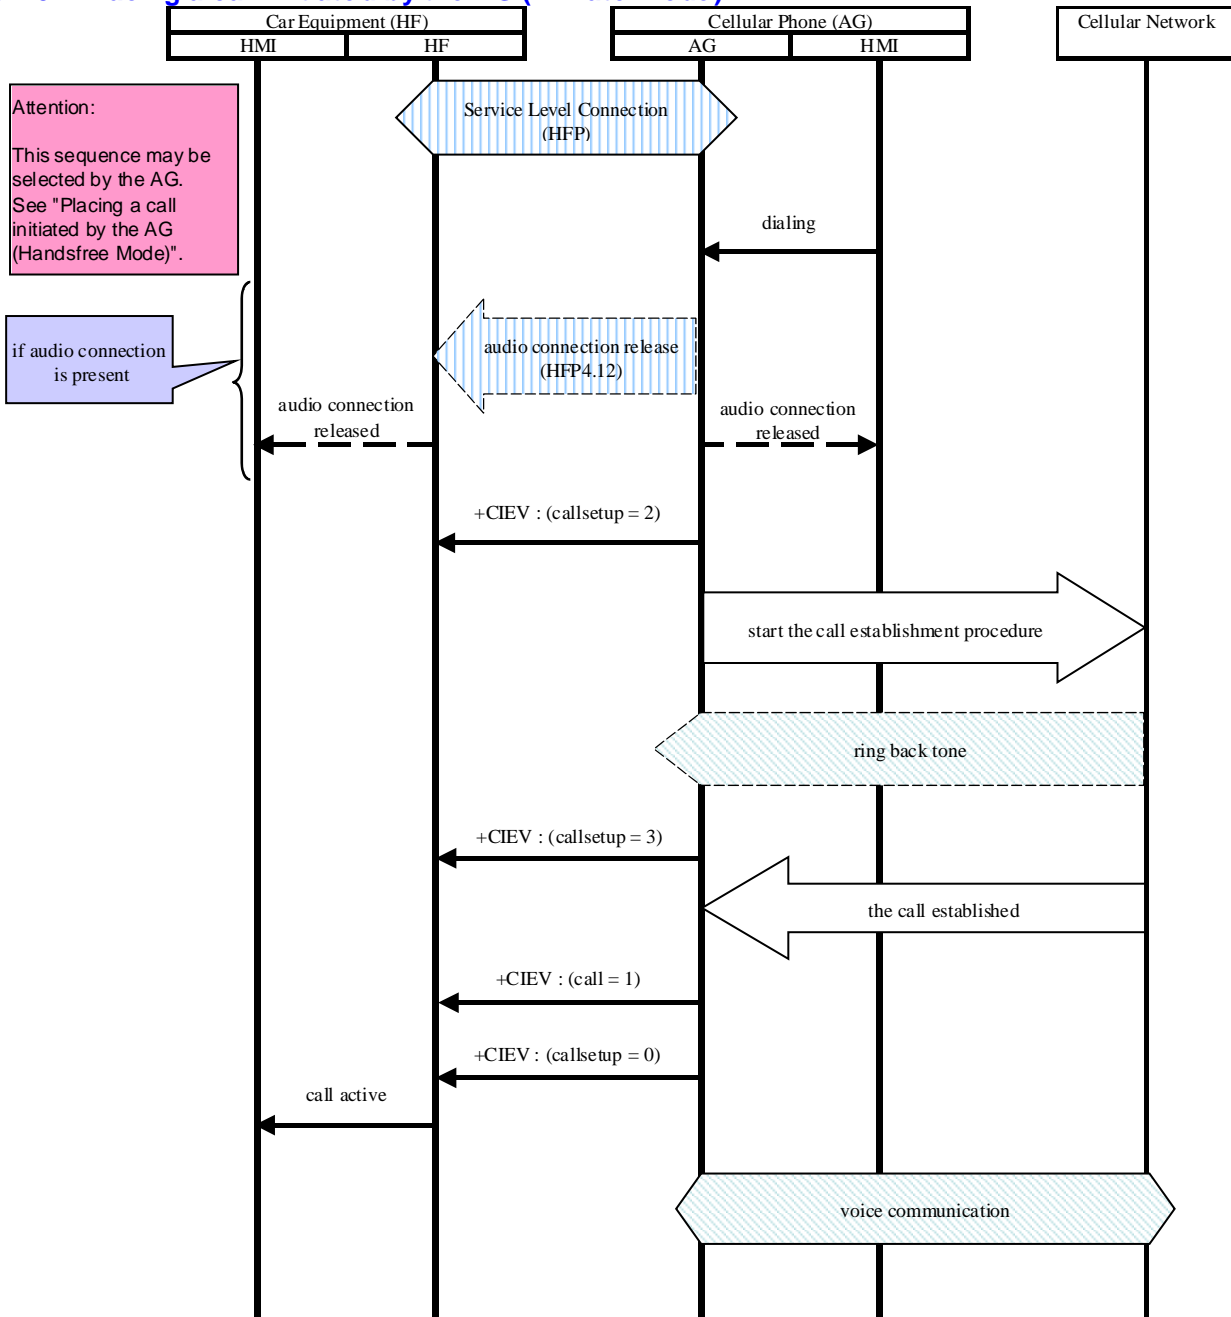 Car Equipment (HF)
Cellular Phone (AG)
Cellular Network
HMI
HF
AG
HMI
Service Level Connection
(HFP)
Attention:
This sequence may be
selected by the AG.
See "Placing a call
initiated by the AG
(Handsfree Mode)".
dialing
if audio connection
is present
audio connection release
(HFP4.12)
audio connection
released
audio connection
released
+CIEV : (callsetup = 2)
start the call establishment procedure
ring back tone
+CIEV : (callsetup = 3)
the call established
+CIEV : (call = 1)
+CIEV : (callsetup = 0)
call active
voice communication